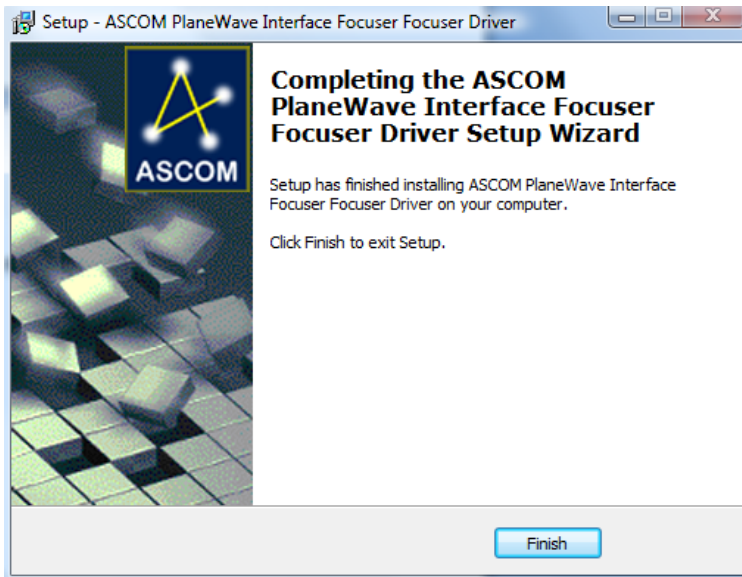 Setup - ASCOM PlaneWave Interface Focuser Focuser Driver
ASCOM
Completing the ASCOM
PlaneWave Interface Focuser
Focuser Driver Setup Wizard
Setup has finished installing ASCOM PlaneWave Interface
Focuser Focuser Driver on your computer.
Click Finish to exit Setup.
Finish